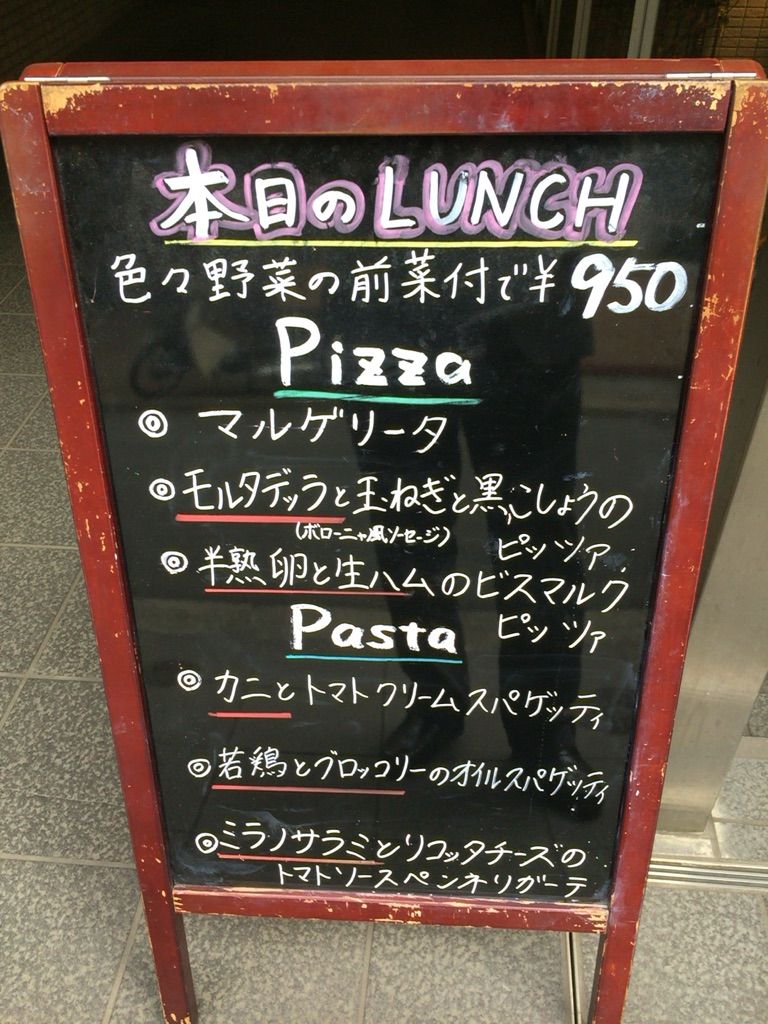 本日のLUNCH
色々野菜の前菜付で¥950
Pizza
◎ マルゲリータ
◎ モルタデッラと玉ねぎと黒こしょうの
(ボローニャ風ソーセージ)
ピッツァ
◎ 半熟卵と生ハムのビスマルク
ピッツァ
Pasta
◎ カニとトマトクリームスパゲッティ
◎ 若鶏とブロッコリーのオイルスパゲッティ
◎ ミラノサラミとリコッタチーズの
トマトソースペンネリガーテ